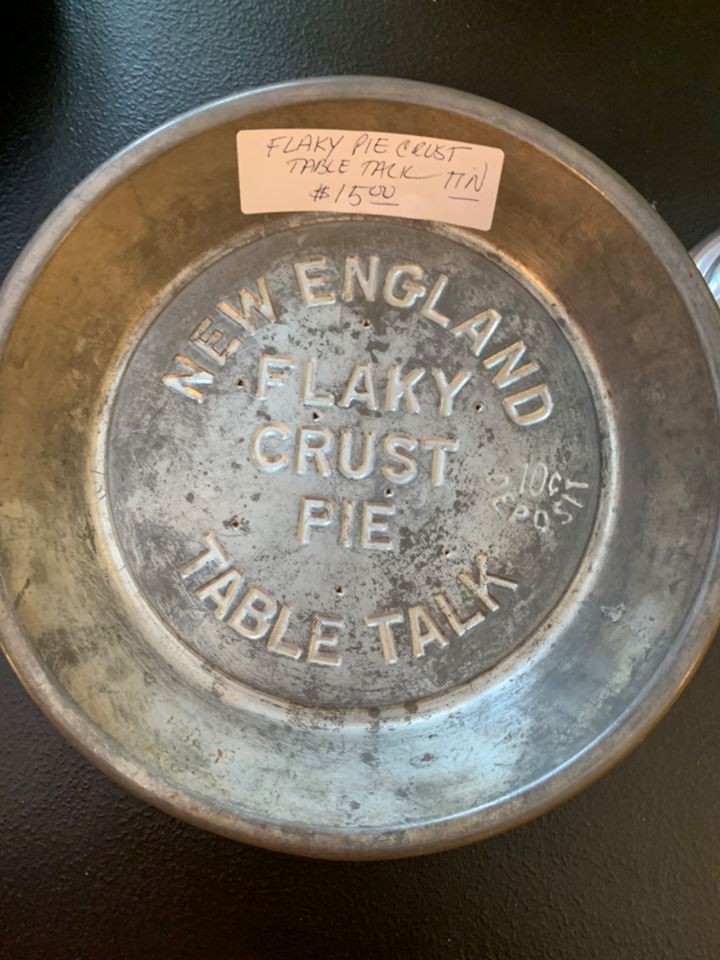 FLAKY PIE CRUST
TABLE TALK TIN
$15.00
NEW ENGLAND
FLAKY
CRUST
PIE
10¢
DEPOSIT
TABLE TALK